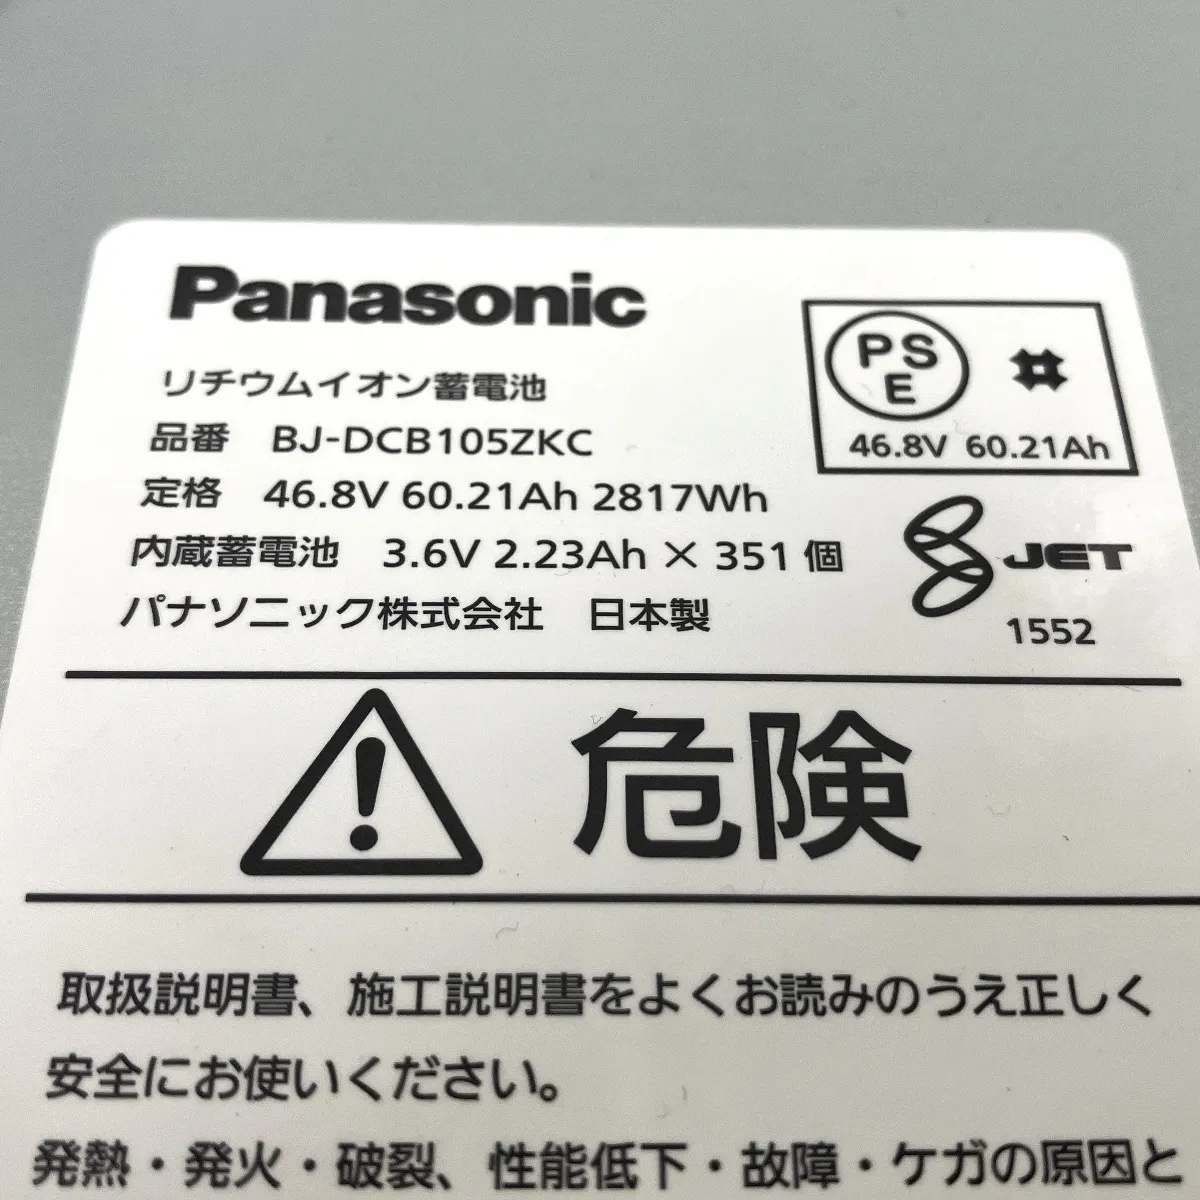 Panasonic
リチウムイオン蓄電池
品番 BJ-DCB105ZKC
定格 46.8V 60.21Ah 2817Wh
内蔵蓄電池 3.6V 2.23Ah × 351 個
パナソニック株式会社 日本製
PS
E
46.8V 60.21Ah
JET
1552
危険
取扱説明書、施工説明書をよくお読みのうえ正しく
安全にお使いください。
発熱・発火・破裂、性能低下・故障・ケガの原因と